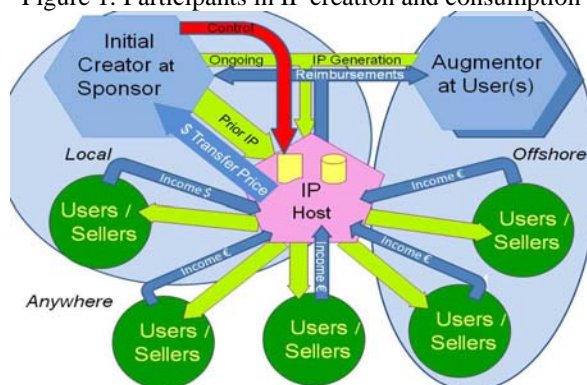 Figure 1: Participants in IP creation and consumption
Initial
Creator at
Sponsor
Control
Ongoing
IP Generation
Reimbursements
Augmentor
at User(s)
Prior IP
$ Transfer Price
Local
Offshore
IP
Host
Income $
Income €
Users /
Sellers
Users /
Sellers
Income €
Income €
Income €
Anywhere
Users /
Sellers
Users /
Sellers
Users /
Sellers